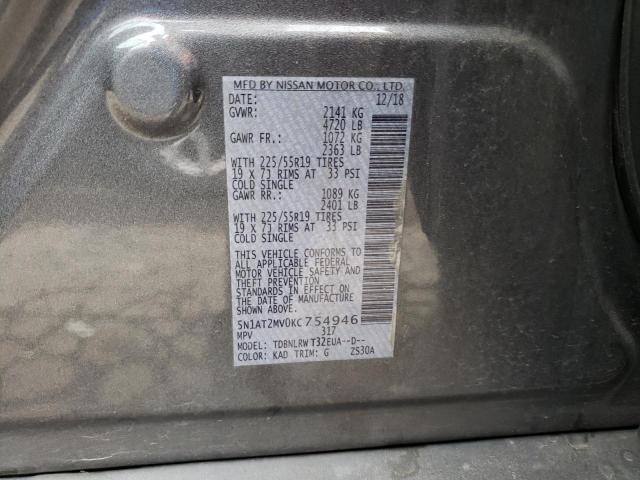 MFD BY NISSAN MOTOR CO., LTD.
DATE: 12/18
GVWR: 2141 KG
4720 LB
GAWR FR.: 1072 KG
2363 LB
WITH 225/55R19 TIRES
19 X 7J RIMS AT 33 PSI
COLD SINGLE
GAWR RR.: 1089 KG
2401 LB
WITH 225/55R19 TIRES
19 X 7J RIMS AT 33 PSI
COLD SINGLE
THIS VEHICLE CONFORMS TO
ALL APPLICABLE FEDERAL
MOTOR VEHICLE SAFETY AND
THEFT PREVENTION
STANDARDS IN EFFECT ON
THE DATE OF MANUFACTURE
SHOWN ABOVE.
5N1AT2MV0KC754946
MPV 317
MODEL: TDBNLRWT32EUA--D--
COLOR: KAD TRIM: G ZS30A